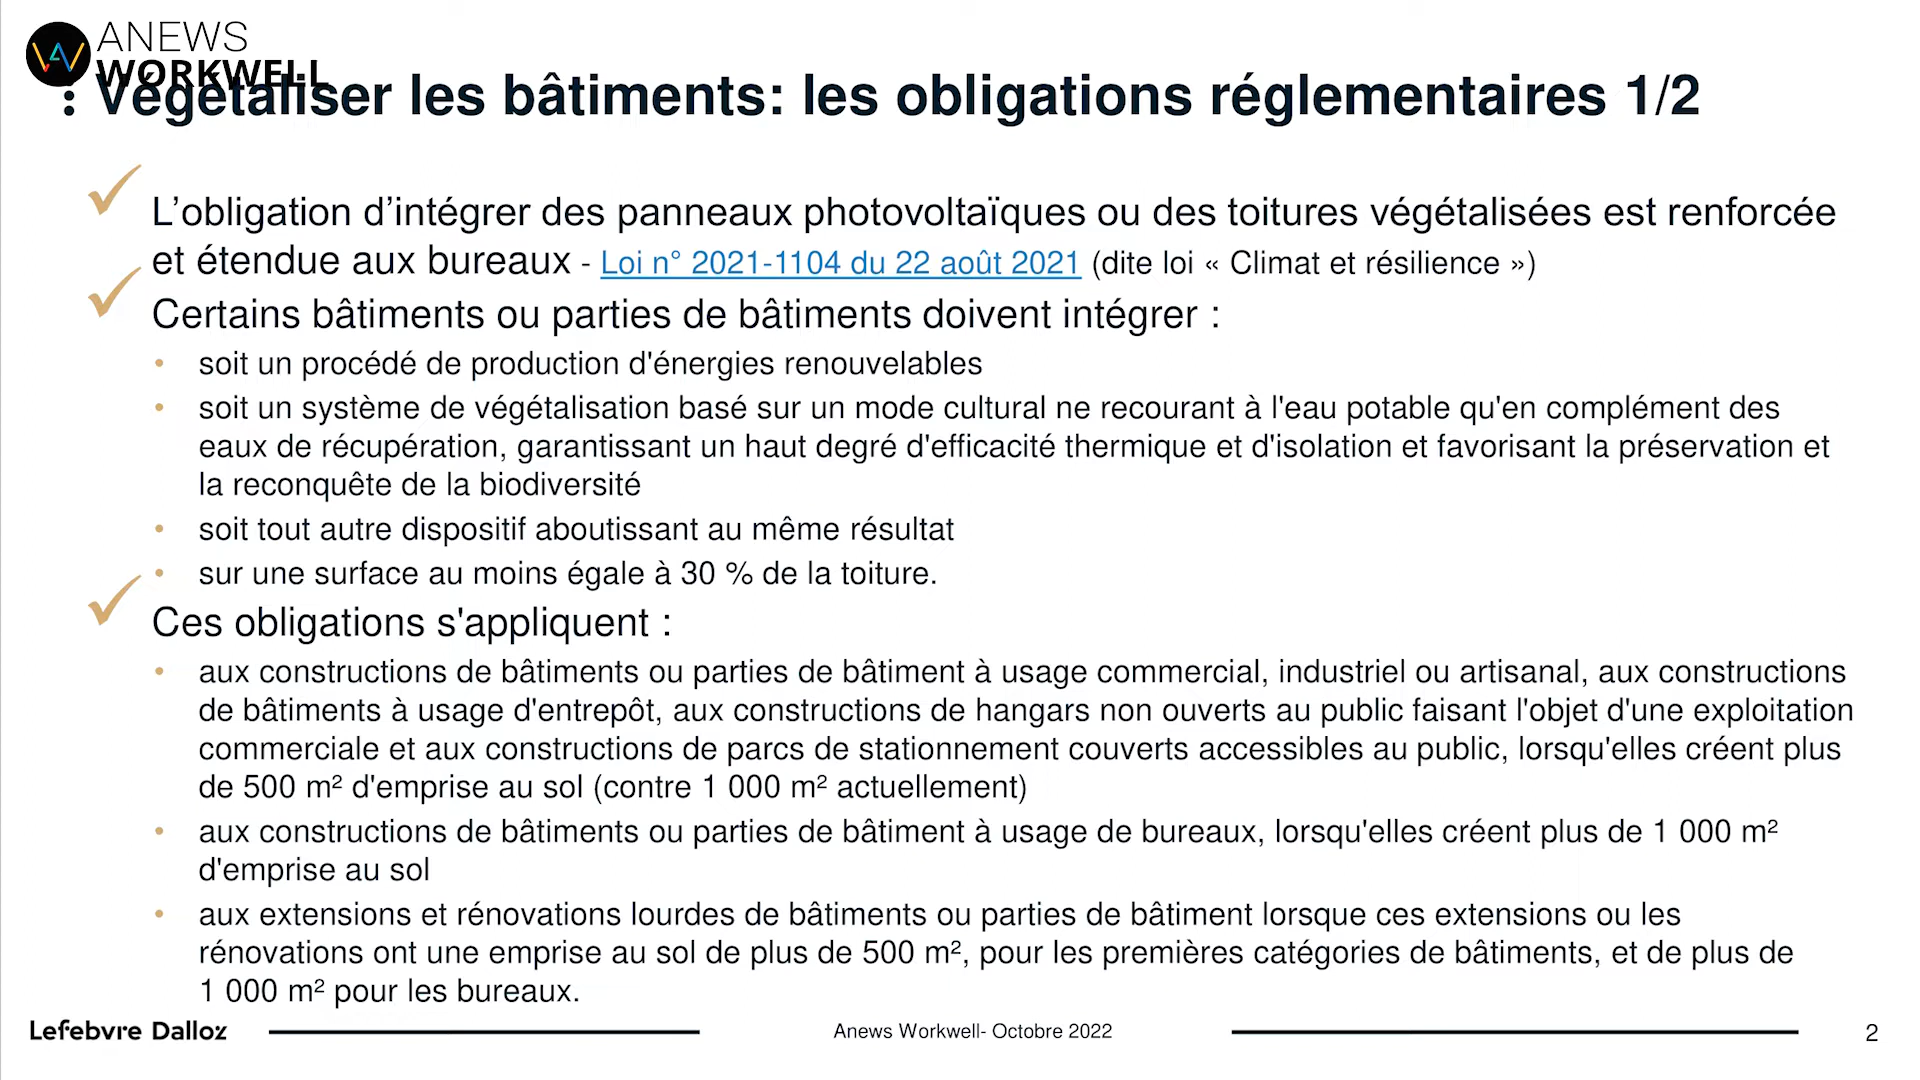 ANEWS
WORKWELL
: Végétaliser les bâtiments: les obligations réglementaires 1/2
L’obligation d’intégrer des panneaux photovoltaïques ou des toitures végétalisées est renforcée
et étendue aux bureaux - Loi n° 2021-1104 du 22 août 2021 (dite loi « Climat et résilience »)
Certains bâtiments ou parties de bâtiments doivent intégrer :
• soit un procédé de production d'énergies renouvelables
• soit un système de végétalisation basé sur un mode cultural ne recourant à l'eau potable qu'en complément des
eaux de récupération, garantissant un haut degré d'efficacité thermique et d'isolation et favorisant la préservation et
la reconquête de la biodiversité
• soit tout autre dispositif aboutissant au même résultat
• sur une surface au moins égale à 30 % de la toiture.
Ces obligations s'appliquent :
• aux constructions de bâtiments ou parties de bâtiment à usage commercial, industriel ou artisanal, aux constructions
de bâtiments à usage d'entrepôt, aux constructions de hangars non ouverts au public faisant l'objet d'une exploitation
commerciale et aux constructions de parcs de stationnement couverts accessibles au public, lorsqu'elles créent plus
de 500 m² d'emprise au sol (contre 1 000 m² actuellement)
• aux constructions de bâtiments ou parties de bâtiment à usage de bureaux, lorsqu'elles créent plus de 1 000 m²
d'emprise au sol
• aux extensions et rénovations lourdes de bâtiments ou parties de bâtiment lorsque ces extensions ou les
rénovations ont une emprise au sol de plus de 500 m², pour les premières catégories de bâtiments, et de plus de
1 000 m² pour les bureaux.
Lefebvre Dalloz
Anews Workwell- Octobre 2022
2